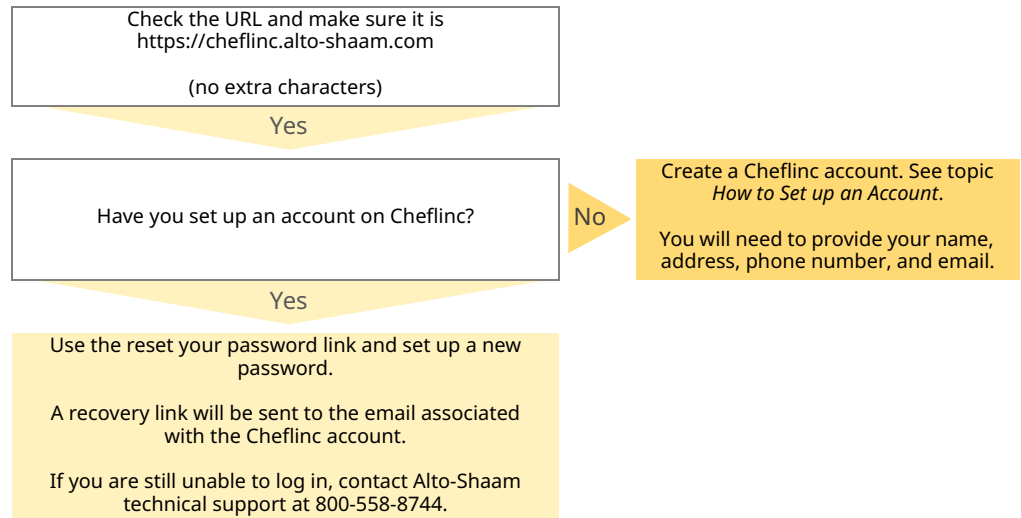 Check the URL and make sure it is
https://cheflinc.alto-shaam.com
(no extra characters)
Yes
Have you set up an account on Cheflinc?
No
Create a Cheflinc account. See topic
How to Set up an Account.
You will need to provide your name,
address, phone number, and email.
Yes
Use the reset your password link and set up a new
password.
A recovery link will be sent to the email associated
with the Cheflinc account.
If you are still unable to log in, contact Alto-Shaam
technical support at 800-558-8744.